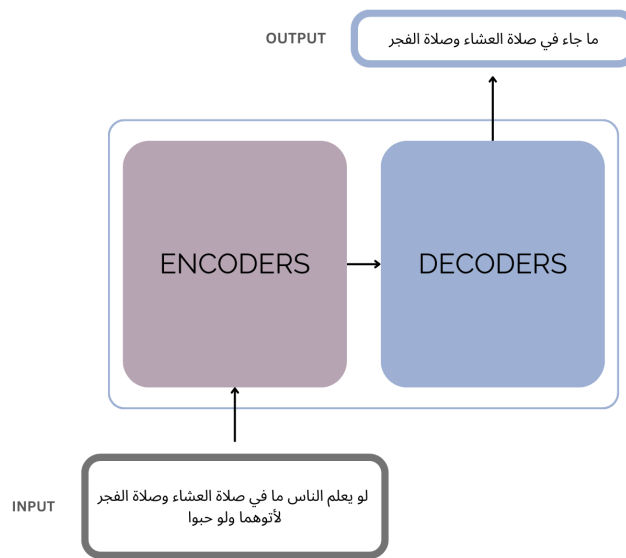 OUTPUT
ما جاء في صلاة العشاء وصلاة الفجر
ENCODERS
DECODERS
INPUT
لو يعلم الناس ما في صلاة العشاء وصلاة الفجر
لأتوهما ولو حبوا